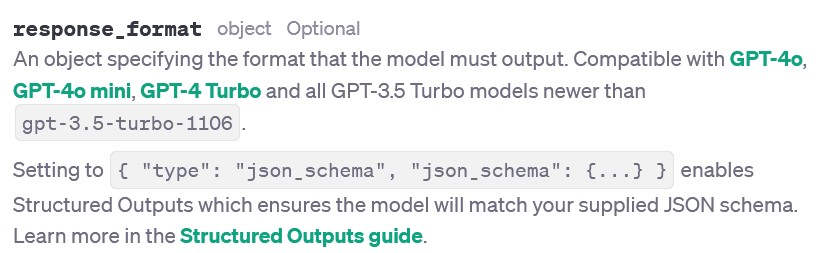 response_format object Optional
An object specifying the format that the model must output. Compatible with GPT-4o,
GPT-4o mini, GPT-4 Turbo and all GPT-3.5 Turbo models newer than
gpt-3.5-turbo-1106.
Setting to { "type": "json_schema", "json_schema": {...} } enables
Structured Outputs which ensures the model will match your supplied JSON schema.
Learn more in the Structured Outputs guide.